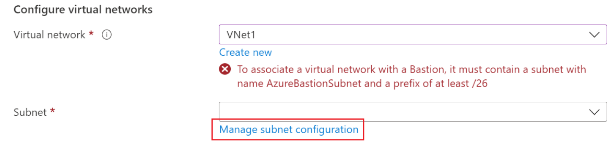 Configure virtual networks
Virtual network * VNet1
Create new
To associate a virtual network with a Bastion, it must contain a subnet with
name AzureBastionSubnet and a prefix of at least /26
Subnet *
Manage subnet configuration